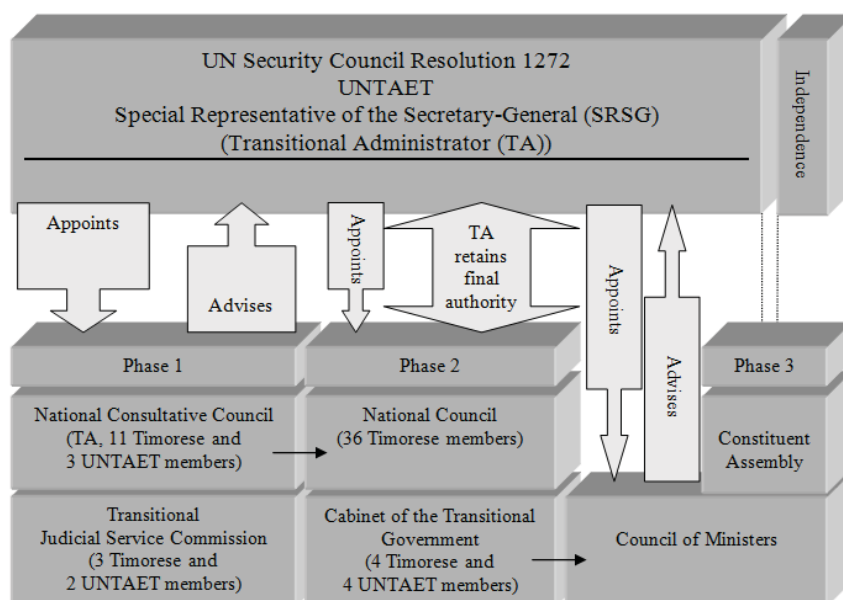 UN Security Council Resolution 1272
UNTAET
Special Representative of the Secretary-General (SRSG)
(Transitional Administrator (TA))
Independence
Appoints
Advises
Appoints
TA
retains
final
authority
Appoints
Advises
Phase 1
Phase 2
Phase 3
National Consultative Council
(TA, 11 Timorese and
3 UNTAET members)
National Council
(36 Timorese members)
Constituent
Assembly
Transitional
Judicial Service Commission
(3 Timorese and
2 UNTAET members)
Cabinet of the Transitional
Government
(4 Timorese and
4 UNTAET members)
Council of Ministers